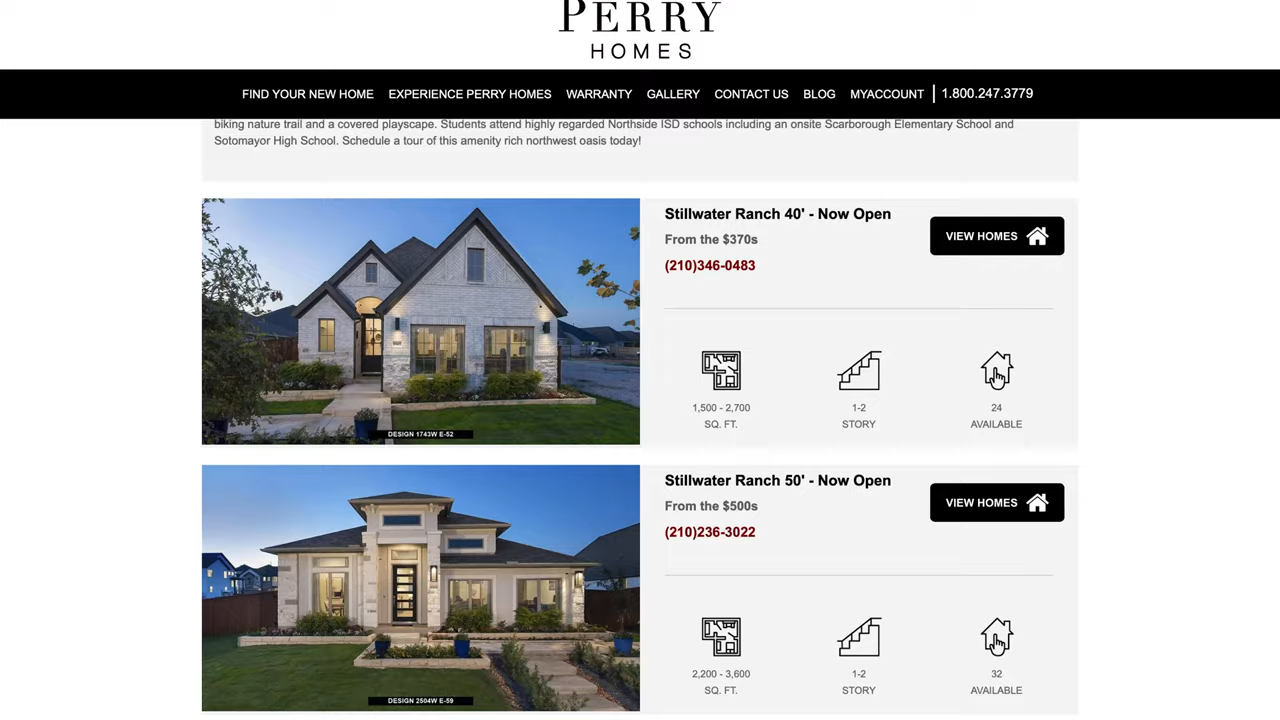 PERRY
HOMES
FIND YOUR NEW HOME EXPERIENCE PERRY HOMES WARRANTY GALLERY CONTACT US BLOG MYACCOUNT 1.800.247.3779
biking nature trail and a covered playscape. Students attend highly regarded Northside ISD schools including an onsite Scarborough Elementary School and
Sotomayor High School. Schedule a tour of this amenity rich northwest oasis today!
Stillwater Ranch 40' - Now Open
From the $370s
(210)346-0483
VIEW HOMES
1,500 - 2,700
SQ. FT.
1-2
STORY
24
AVAILABLE
DESIGN 1743W E-52
Stillwater Ranch 50' - Now Open
From the $500s
(210)236-3022
VIEW HOMES
2,200 - 3,600
SQ. FT.
1-2
STORY
32
AVAILABLE
DESIGN 2504W E-59